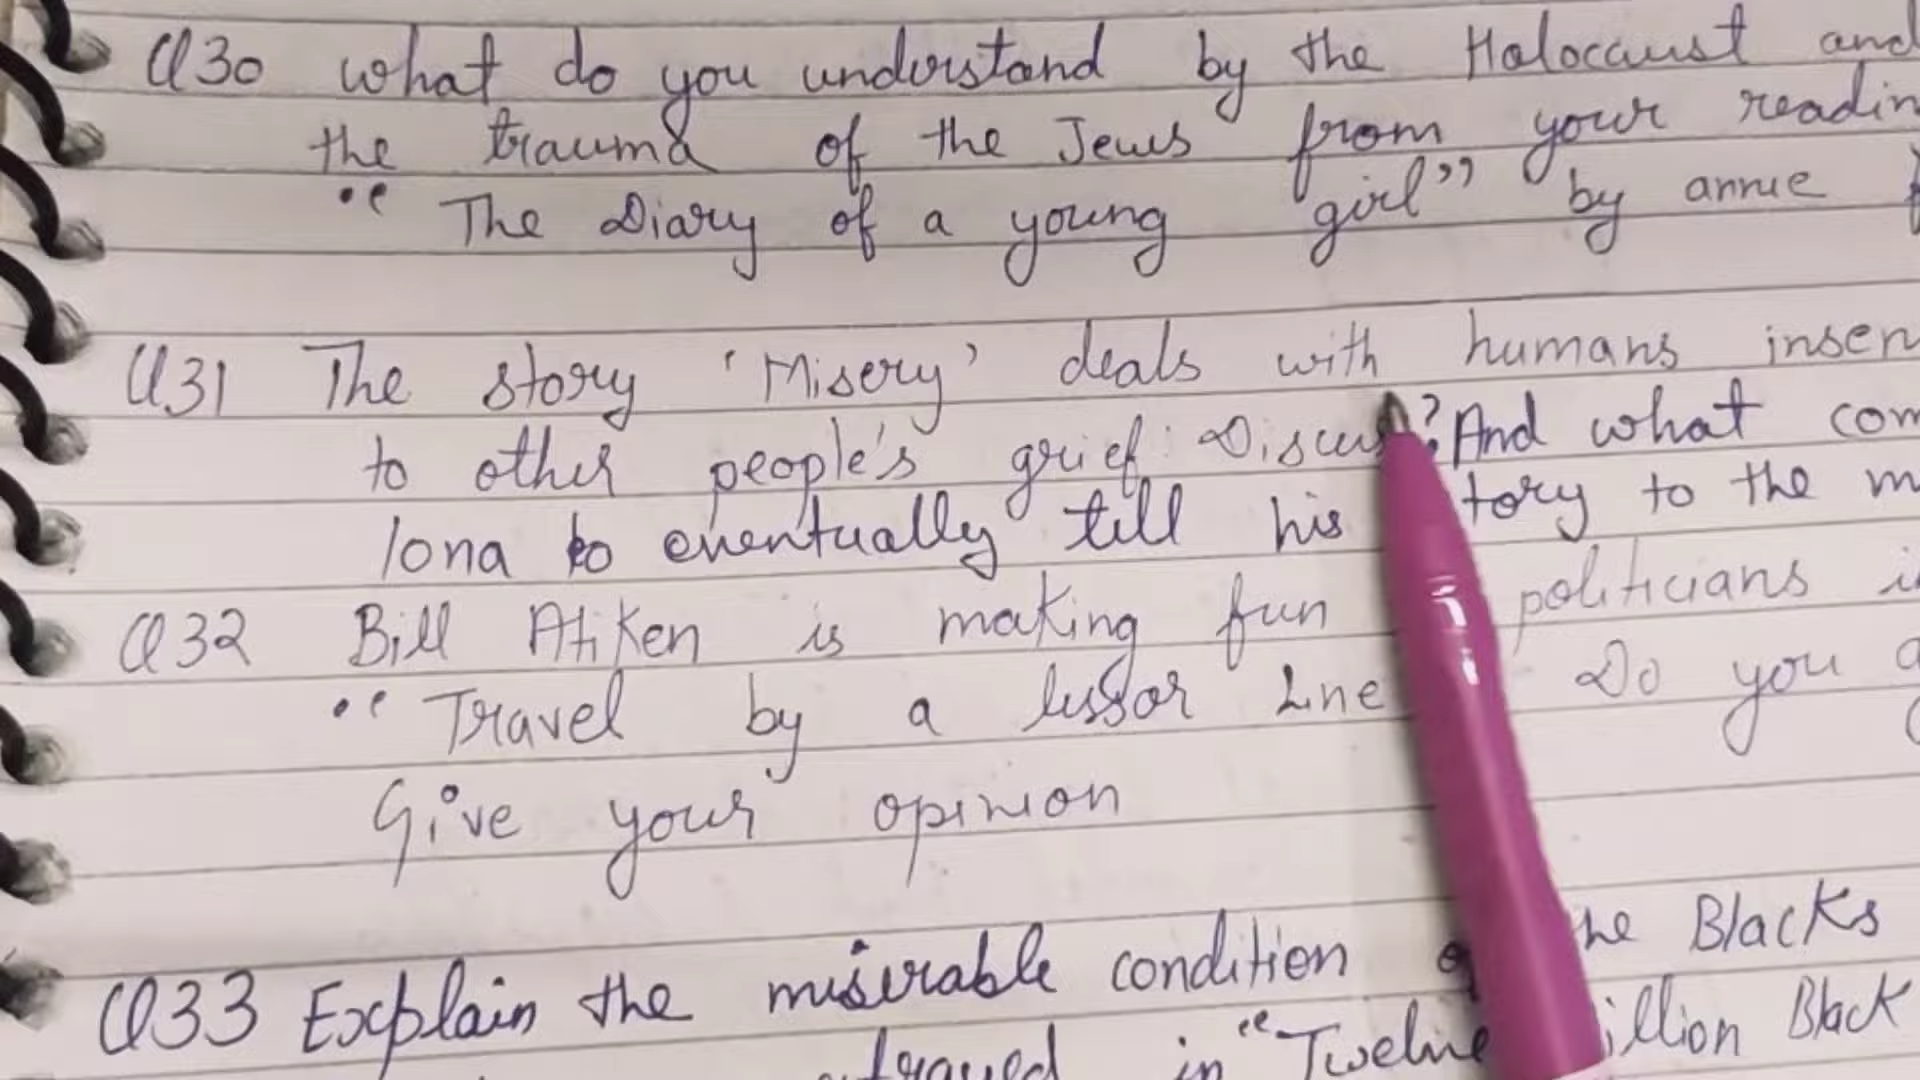 Q30 What do you understand by the Holocaust and
the trauma of the Jews from your readin
" The Diary of a young girl" by annie
Q31 The story 'Misery' deals with humans insen
to other people's grief. Discus ? And what com
Iona to eventually till his tory to the m
Q32 Bill Atiken is making fun politicians i
" Travel by a lessor Line Do you a
Give your opinion
Q33 Explain the miserable condition he Blacks
in "Twelve illion Black